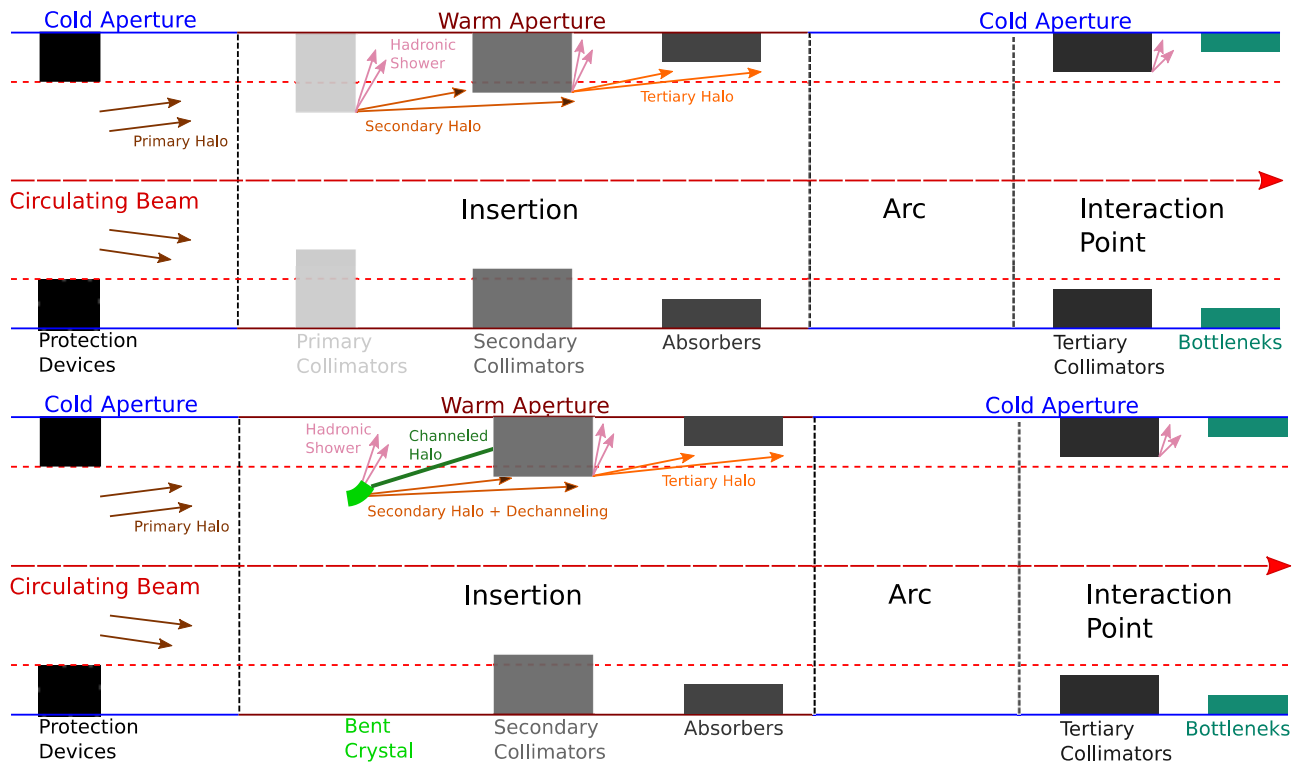 Cold Aperture
Warm Aperture
Cold Aperture
Hadronic
Shower
Primary Halo
Secondary Halo
Tertiary Halo
Circulating Beam
Insertion
Arc
Interaction
Point
Protection
Devices
Primary
Collimators
Secondary
Collimators
Absorbers
Tertiary
Collimators
Bottleneks
Cold Aperture
Warm Aperture
Cold Aperture
Hadronic
Shower
Channeled
Halo
Primary Halo
Secondary Halo + Dechanneling
Tertiary Halo
Circulating Beam
Insertion
Arc
Interaction
Point
Protection
Devices
Bent
Crystal
Secondary
Collimators
Absorbers
Tertiary
Collimators
Bottleneks